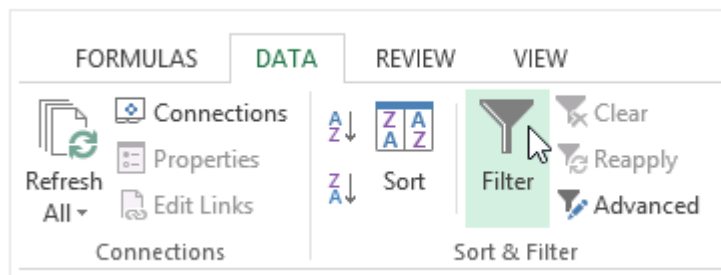 FORMULAS DATA REVIEW VIEW
Refresh All
Connections
Properties
Edit Links
Connections
A Z
Z A
Z A A Z
Sort
Filter
Clear
Reapply
Advanced
Sort & Filter